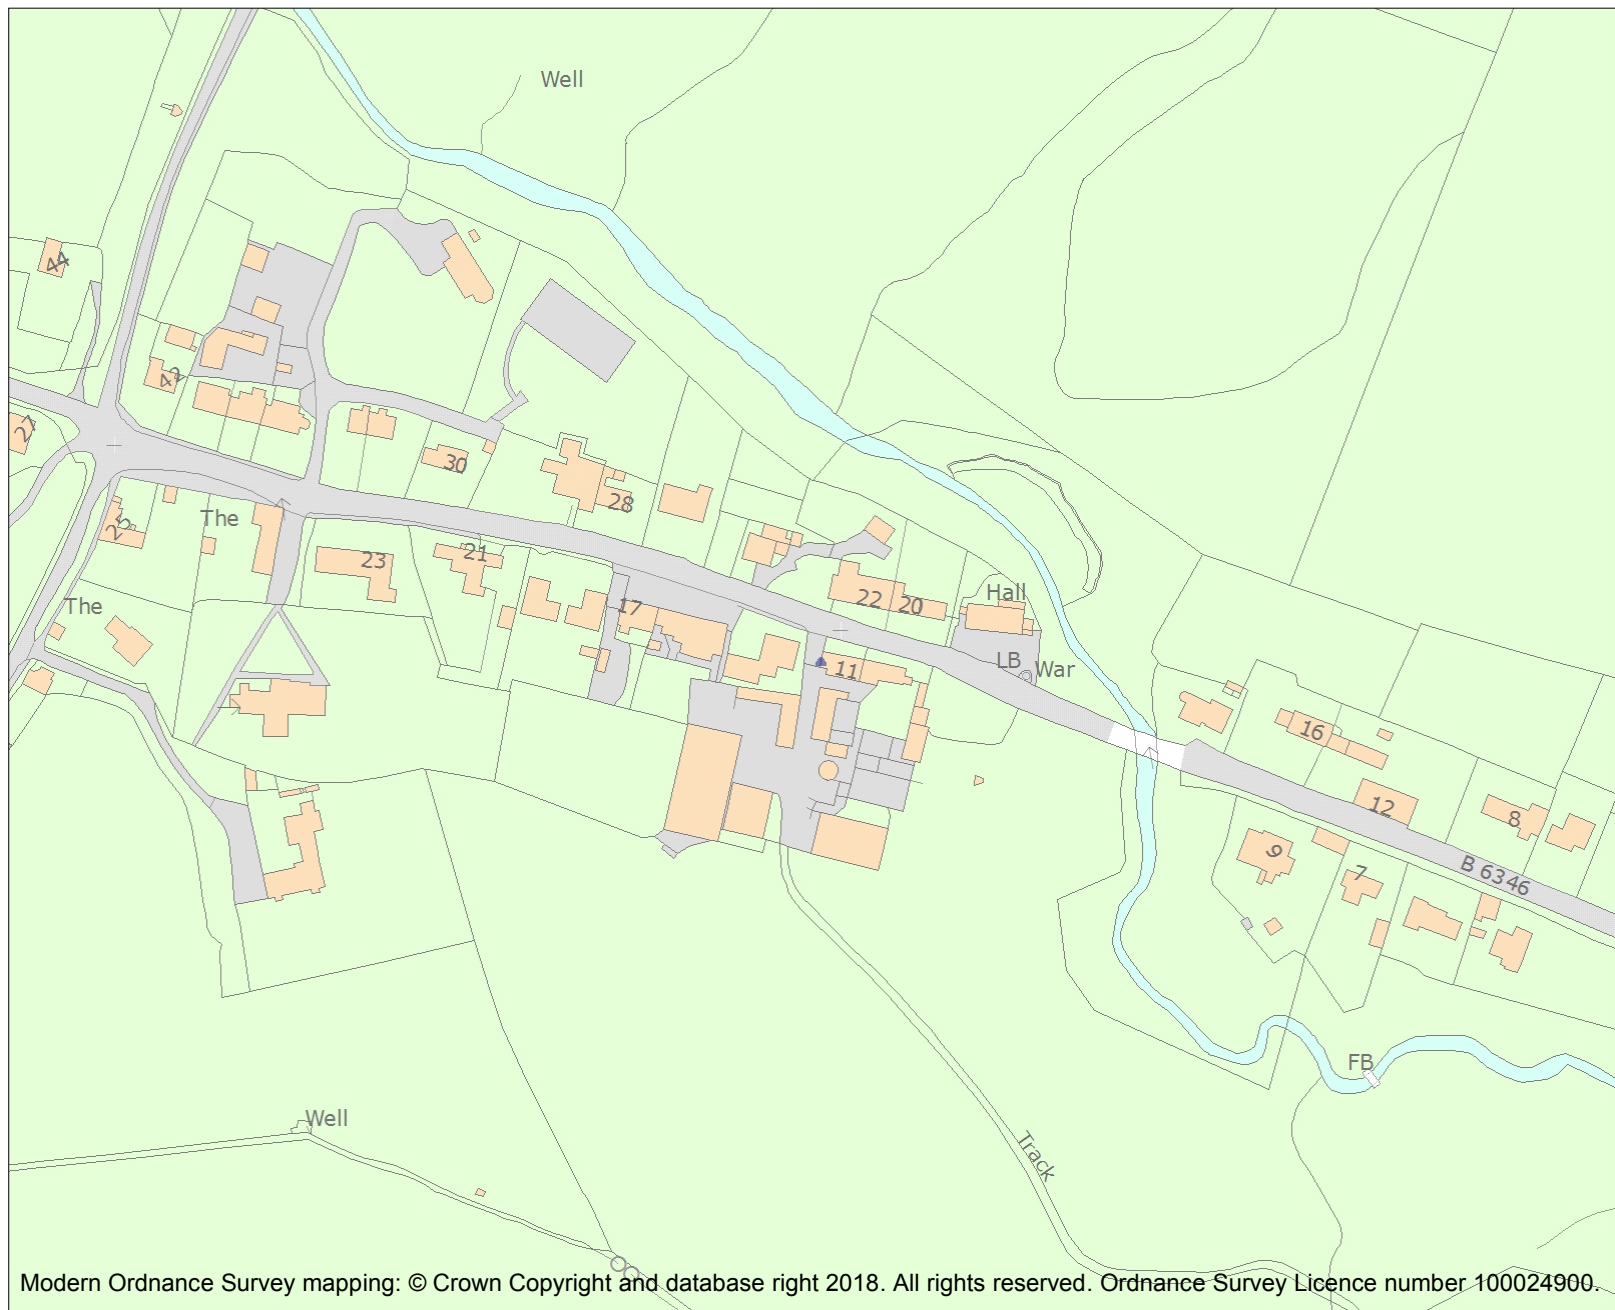 Well
44
42
27
30
28
25
The
23
21
The
17
22
20
Hall
11
LB
War
16
12
8
9
7
B 6346
FB
Well
Track
Modern Ordnance Survey mapping: © Crown Copyright and database right 2018. All rights reserved. Ordnance Survey Licence number 100024900.